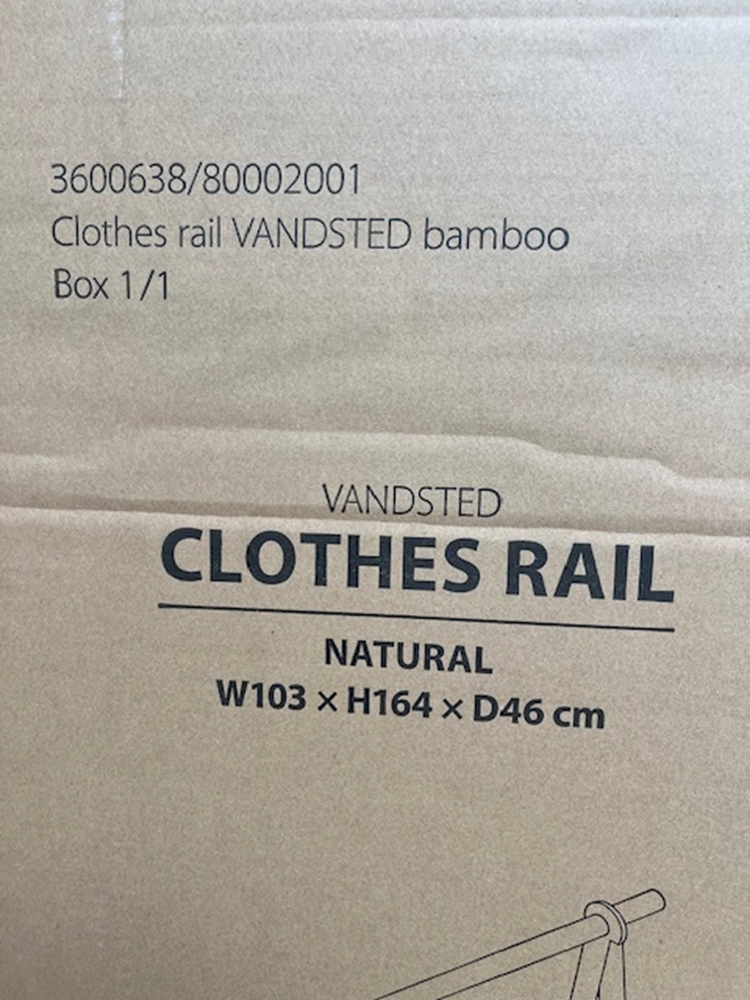 3600638/80002001
Clothes rail VANDSTED bamboo
Box 1/1
VANDSTED
CLOTHES RAIL
NATURAL
W103 × H164 × D46 cm